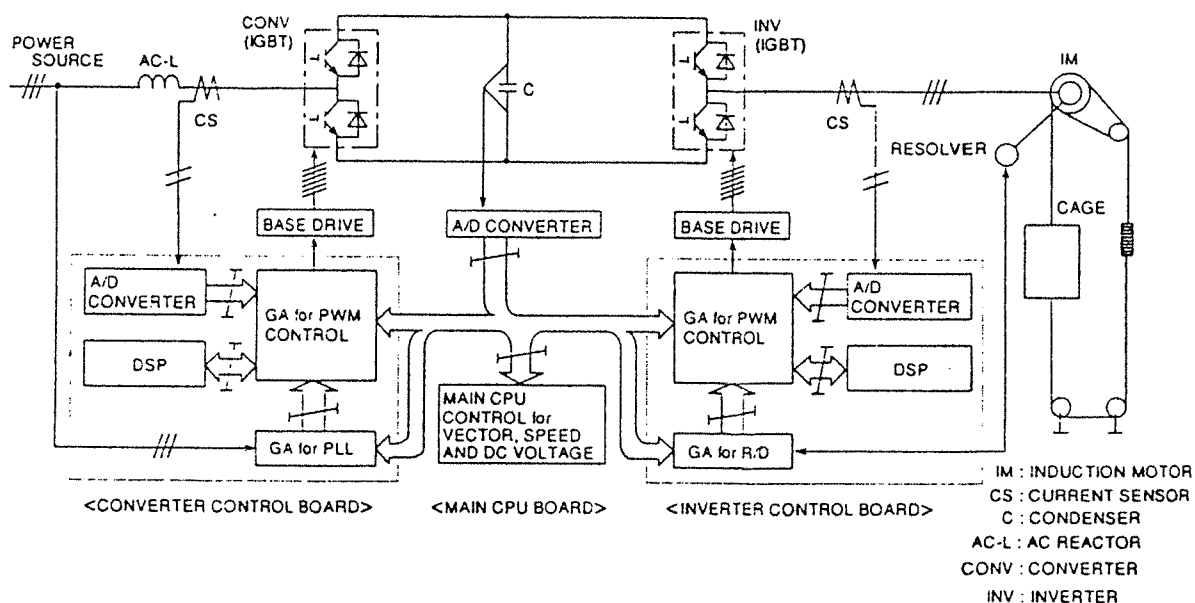 POWER
SOURCE
AC-L
CS
CONV
(IGBT)
C
INV
(IGBT)
CS
IM
RESOLVER
CAGE
BASE DRIVE
A/D CONVERTER
BASE DRIVE
A/D
CONVERTER
GA for PWM
CONTROL
DSP
GA for PLL
MAIN CPU
CONTROL for
VECTOR, SPEED
AND DC VOLTAGE
GA for PWM
CONTROL
A/D
CONVERTER
DSP
GA for R/D
<CONVERTER CONTROL BOARD>
<MAIN CPU BOARD>
<INVERTER CONTROL BOARD>
IM : INDUCTION MOTOR
CS : CURRENT SENSOR
C : CONDENSER
AC-L : AC REACTOR
CONV : CONVERTER
INV : INVERTER